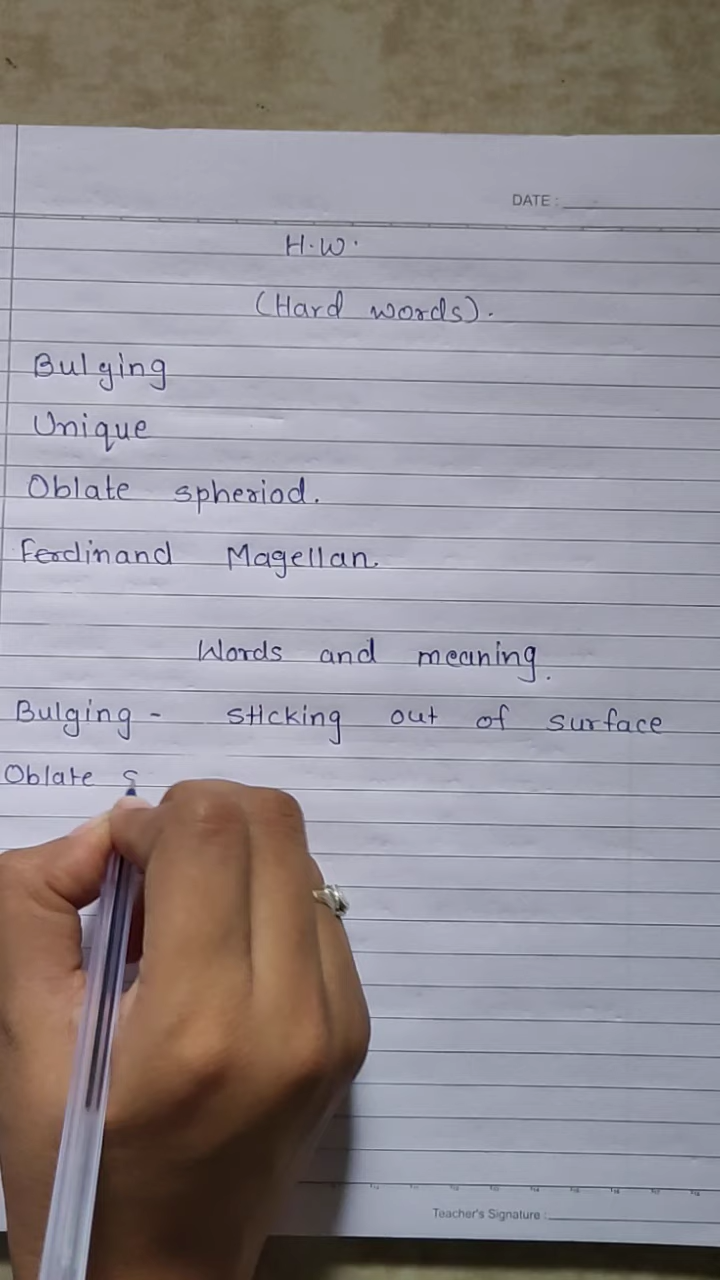 DATE :
H.W.
(Hard words).
Bulging
Unique
Oblate spheriod.
Ferdinand Magellan.
Words and meaning.
Bulging - sticking out of surface
Oblate s
Teacher's Signature :